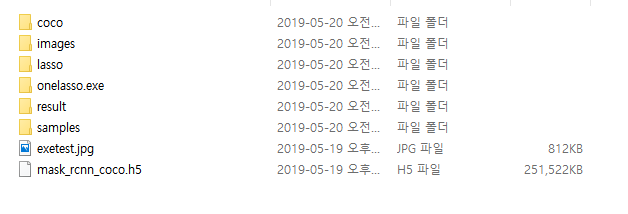 coco 2019-05-20 오전... 파일 폴더
images 2019-05-20 오전... 파일 폴더
lasso 2019-05-20 오전... 파일 폴더
onelasso.exe 2019-05-20 오전... 파일 폴더
result 2019-05-20 오전... 파일 폴더
samples 2019-05-20 오전... 파일 폴더
exetest.jpg 2019-05-19 오후... JPG 파일 812KB
mask_rcnn_coco.h5 2019-05-19 오후... H5 파일 251,522KB